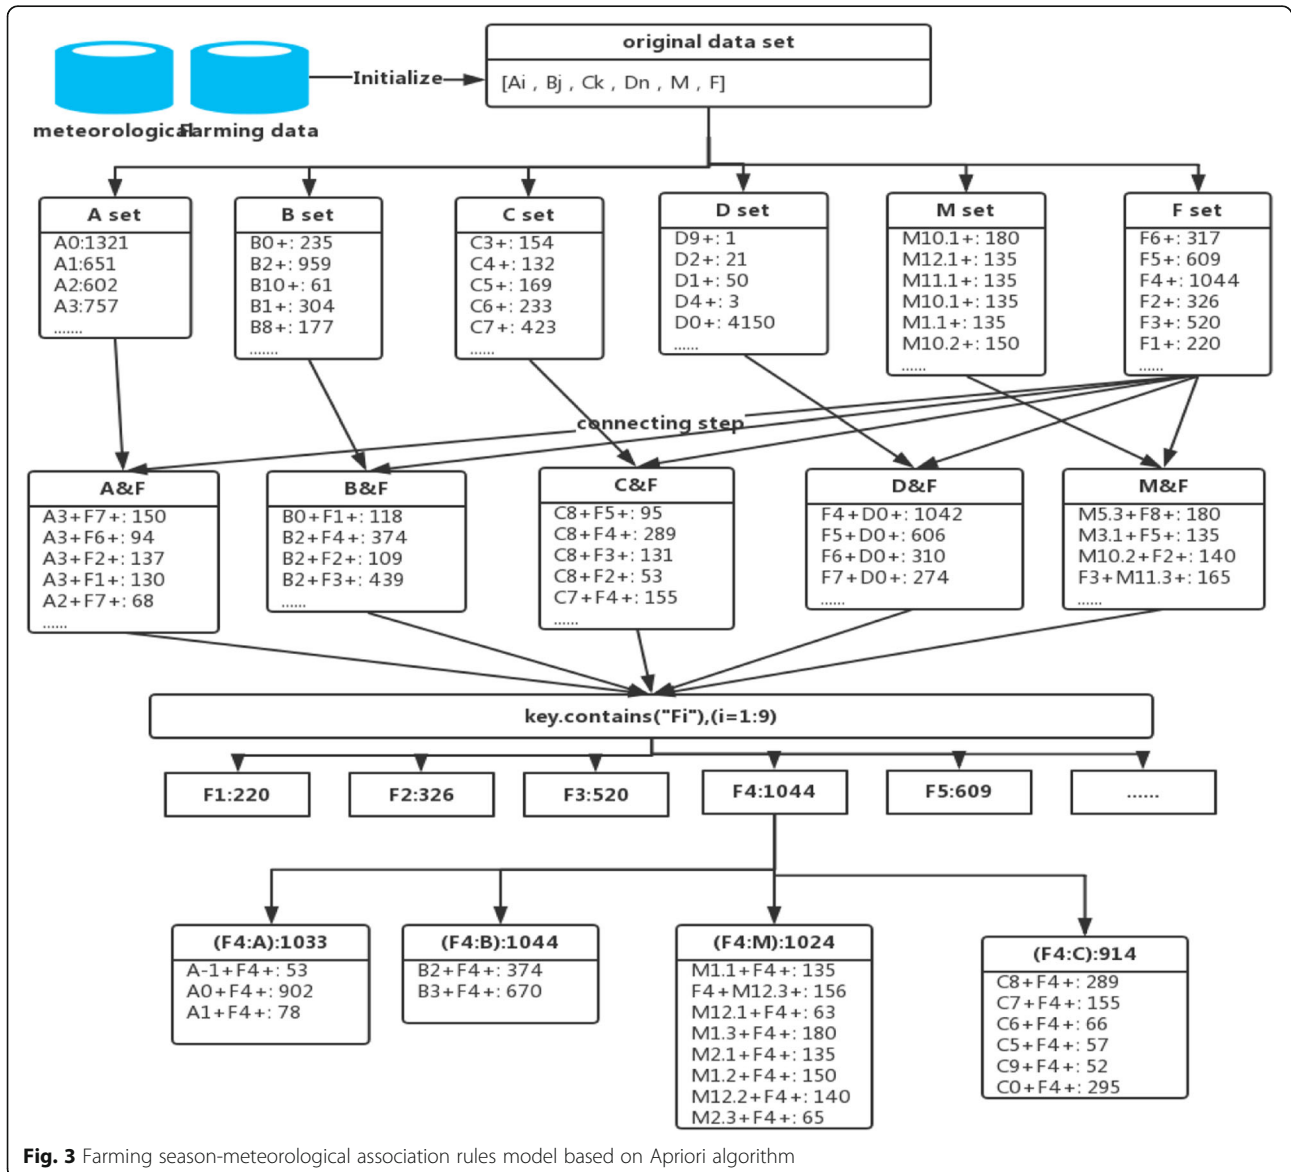 original data set
[Ai , Bj , Ck , Dn , M , F]
Initialize
meteorological
Farming data
A set
A0:1321
A1:651
A2:602
A3:757
.......
B set
B0+: 235
B2+: 959
B10+: 61
B1+: 304
B8+: 177
.......
C set
C3+: 154
C4+: 132
C5+: 169
C6+: 233
C7+: 423
......
D set
D9+: 1
D2+: 21
D1+: 50
D4+: 3
D0+: 4150
......
M set
M10.1+: 180
M12.1+: 135
M11.1+: 135
M10.1+: 135
M1.1+: 135
M10.2+: 150
......
F set
F6+: 317
F5+: 609
F4+: 1044
F2+: 326
F3+: 520
F1+: 220
......
connecting step
A&F
A3+F7+: 150
A3+F6+: 94
A3+F2+: 137
A3+F1+: 130
A2+F7+: 68
......
B&F
B0+F1+: 118
B2+F4+: 374
B2+F2+: 109
B2+F3+: 439
......
C&F
C8+F5+: 95
C8+F4+: 289
C8+F3+: 131
C8+F2+: 53
C7+F4+: 155
......
D&F
F4+D0+: 1042
F5+D0+: 606
F6+D0+: 310
F7+D0+: 274
......
M&F
M5.3+F8+: 180
M3.1+F5+: 135
M10.2+F2+: 140
F3+M11.3+: 165
......
key.contains("Fi"),(i=1:9)
F1:220
F2:326
F3:520
F4:1044
F5:609
......
(F4:A):1033
A-1+F4+: 53
A0+F4+: 902
A1+F4+: 78
(F4:B):1044
B2+F4+: 374
B3+F4+: 670
(F4:M):1024
M1.1+F4+: 135
F4+M12.3+: 156
M12.1+F4+: 63
M1.3+F4+: 180
M2.1+F4+: 135
M1.2+F4+: 150
M12.2+F4+: 140
M2.3+F4+: 65
(F4:C):914
C8+F4+: 289
C7+F4+: 155
C6+F4+: 66
C5+F4+: 57
C9+F4+: 52
C0+F4+: 295
Fig. 3 Farming season-meteorological association rules model based on Apriori algorithm